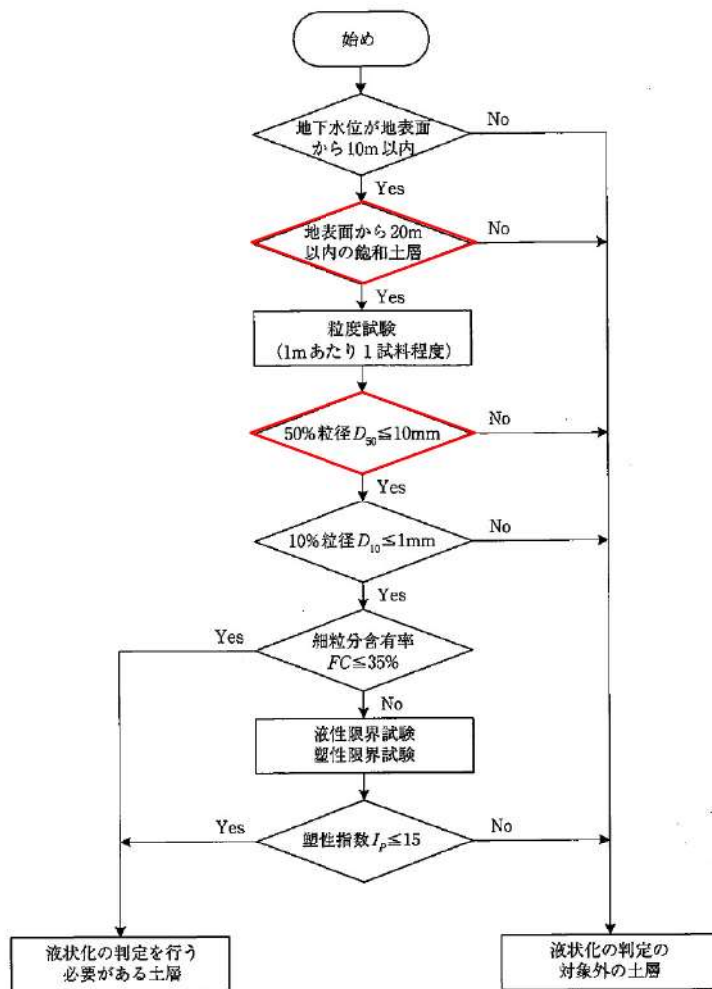 始め
地下水位が地表面
から10m以内
No
Yes
地表面から20m
以内の飽和土層
No
Yes
粒度試験
(1mあたり1試料程度)
50%粒径D₅₀≦10mm
No
Yes
10%粒径D₁₀≦1mm
No
Yes
細粒分含有率
FC≦35%
Yes
No
液性限界試験
塑性限界試験
塑性指数I_P≦15
Yes
No
液状化の判定を行う
必要がある土層
液状化の判定の
対象外の土層